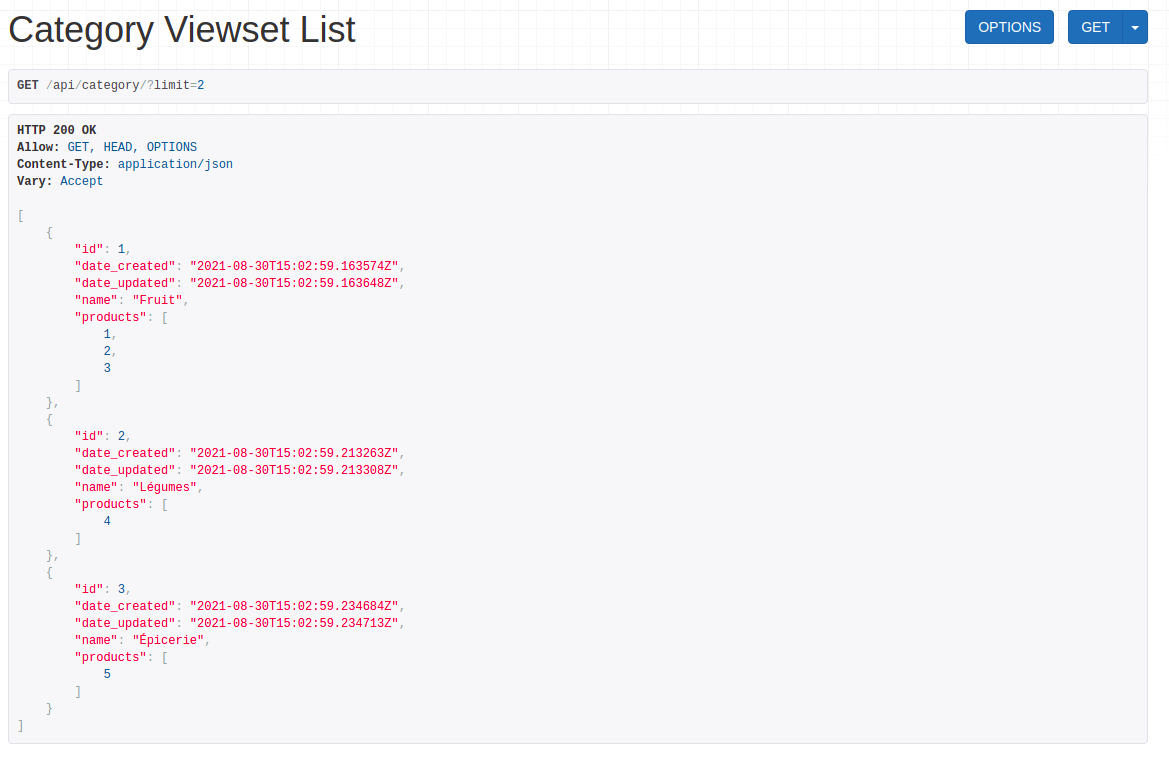 Category Viewset List
OPTIONS
GET
GET /api/category/?limit=2
HTTP 200 OK
Allow: GET, HEAD, OPTIONS
Content-Type: application/json
Vary: Accept
[
    {
        "id": 1,
        "date_created": "2021-08-30T15:02:59.163574Z",
        "date_updated": "2021-08-30T15:02:59.163648Z",
        "name": "Fruit",
        "products": [
            1,
            2,
            3
        ]
    },
    {
        "id": 2,
        "date_created": "2021-08-30T15:02:59.213263Z",
        "date_updated": "2021-08-30T15:02:59.213308Z",
        "name": "Légumes",
        "products": [
            4
        ]
    },
    {
        "id": 3,
        "date_created": "2021-08-30T15:02:59.234684Z",
        "date_updated": "2021-08-30T15:02:59.234713Z",
        "name": "Épicerie",
        "products": [
            5
        ]
    }
]